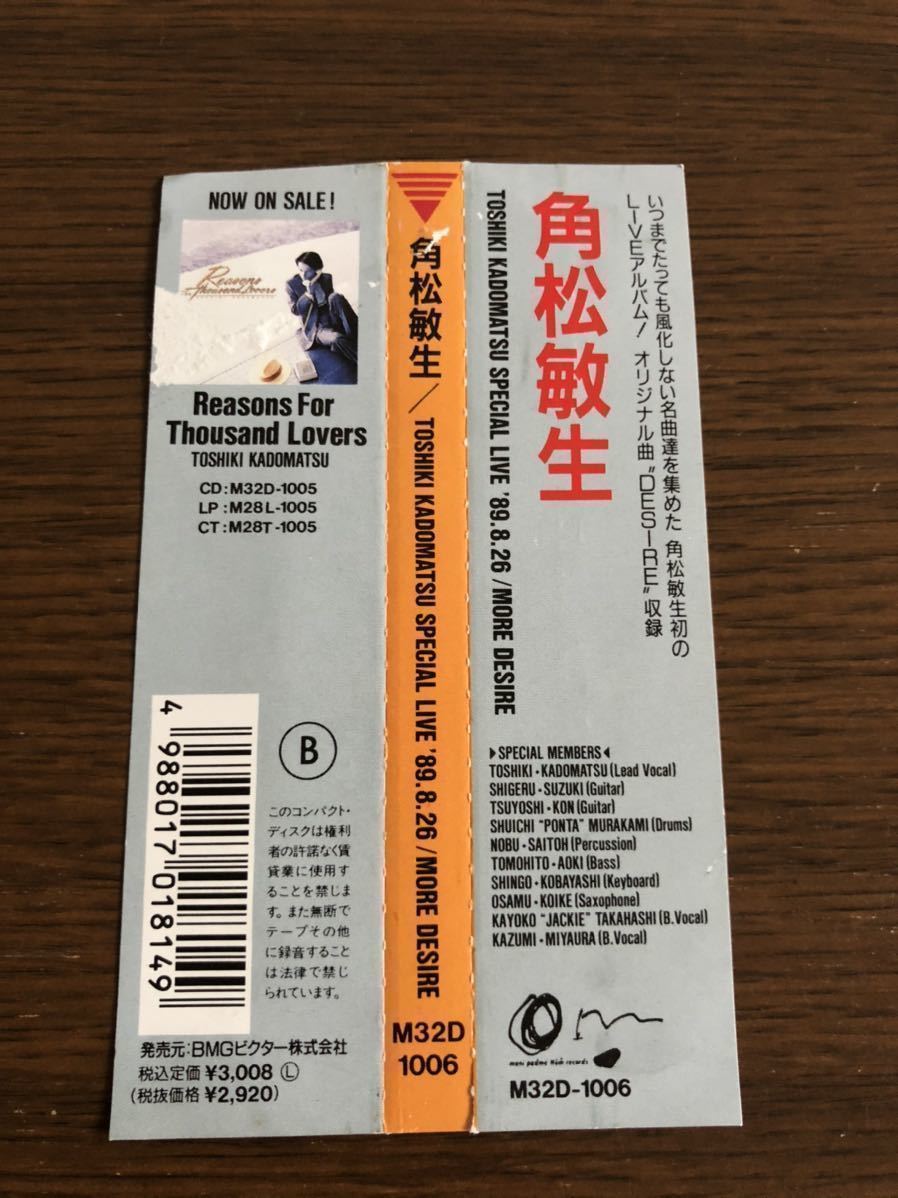 NOW ON SALE!
Reasons
Thousand Lovers
Reasons For
Thousand Lovers
TOSHIKI KADOMATSU
CD:M32D-1005
LP:M28L-1005
CT:M28T-1005
4 988017 018149
B
このコンパクト・
ディスクは権利
者の許諾なく賃
貸業に使用す
ることを禁じま
す。また無断で
テープその他
に録音すること
は法律で禁じ
られています。
発売元:BMGビクター株式会社
税込定価 ¥3,008 Ⓛ
(税抜価格 ¥2,920)
角松敏生/TOSHIKI KADOMATSU SPECIAL LIVE '89.8.26/MORE DESIRE
M32D
1006
いつまでたっても風化しない名曲達を集めた 角松敏生初の
LIVEアルバム! オリジナル曲"DESIRE"収録
角松敏生
TOSHIKI KADOMATSU SPECIAL LIVE '89.8.26/MORE DESIRE
▶SPECIAL MEMBERS◀
TOSHIKI・KADOMATSU (Lead Vocal)
SHIGERU・SUZUKI (Guitar)
TSUYOSHI・KON (Guitar)
SHUICHI "PONTA" MURAKAMI (Drums)
NOBU・SAITOH (Percussion)
TOMOHITO・AOKI (Bass)
SHINGO・KOBAYASHI (Keyboard)
OSAMU・KOIKE (Saxophone)
KAYOKO "JACKIE" TAKAHASHI (B.Vocal)
KAZUMI・MIYAURA (B.Vocal)
mani padme Hūm records
M32D-1006